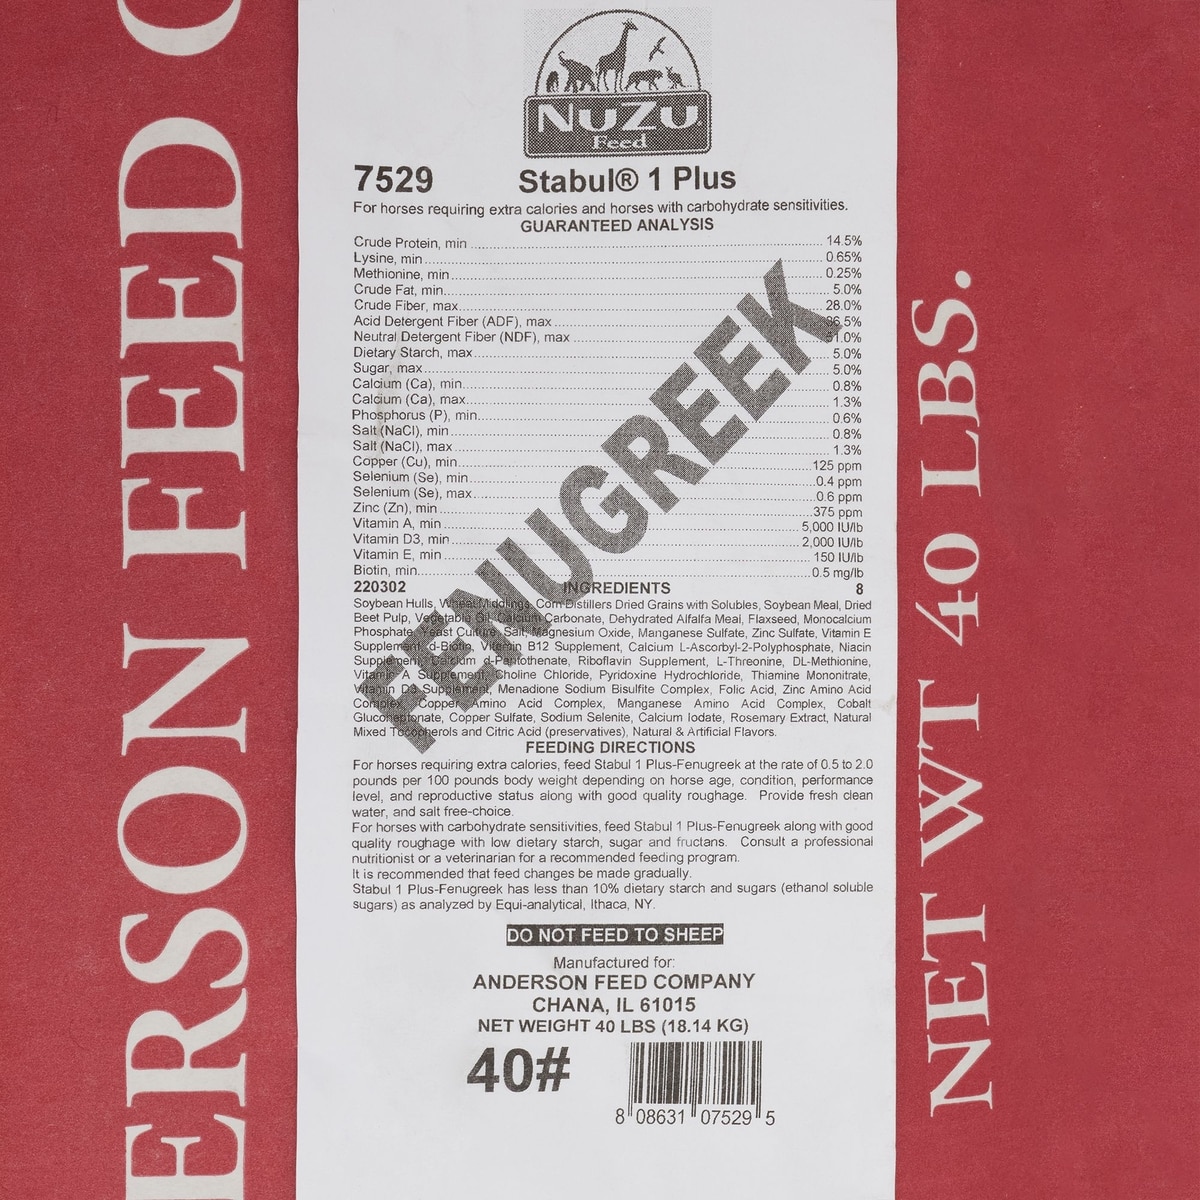 NuZu
Feed
7529 Stabul® 1 Plus
For horses requiring extra calories and horses with carbohydrate sensitivities.
GUARANTEED ANALYSIS
Crude Protein, min 14.5%
Lysine, min 0.65%
Methionine, min 0.25%
Crude Fat, min. 5.0%
Crude Fiber, max 28.0%
Acid Detergent Fiber (ADF), max 36.5%
Neutral Detergent Fiber (NDF), max 51.0%
Dietary Starch, max 5.0%
Sugar, max 5.0%
Calcium (Ca), min. 0.8%
Calcium (Ca), max 1.3%
Phosphorus (P), min. 0.6%
Salt (NaCl), min 0.8%
Salt (NaCl), max 1.3%
Copper (Cu), min 125 ppm
Selenium (Se), min 0.4 ppm
Selenium (Se), max 0.6 ppm
Zinc (Zn), min 375 ppm
Vitamin A, min 5,000 IU/lb
Vitamin D3, min 2,000 IU/lb
Vitamin E, min 150 IU/lb
Biotin, min. 0.5 mg/lb
220302 INGREDIENTS 8
Soybean Hulls, Wheat Middlings, Corn Distillers Dried Grains with Solubles, Soybean Meal, Dried
Beet Pulp, Vegetable Oil, Calcium Carbonate, Dehydrated Alfalfa Meal, Flaxseed, Monocalcium
Phosphate, Yeast Culture, Salt, Magnesium Oxide, Manganese Sulfate, Zinc Sulfate, Vitamin E
Supplement, d-Biotin, Vitamin B12 Supplement, Calcium L-Ascorbyl-2-Polyphosphate, Niacin
Supplement, Calcium d-Pantothenate, Riboflavin Supplement, L-Threonine, DL-Methionine,
Vitamin A Supplement, Choline Chloride, Pyridoxine Hydrochloride, Thiamine Mononitrate,
Vitamin D3 Supplement, Menadione Sodium Bisulfite Complex, Folic Acid, Zinc Amino Acid
Complex, Copper Amino Acid Complex, Manganese Amino Acid Complex, Cobalt
Glucoheptonate, Copper Sulfate, Sodium Selenite, Calcium Iodate, Rosemary Extract, Natural
Mixed Tocopherols and Citric Acid (preservatives), Natural & Artificial Flavors.
FENUGREEK
FEEDING DIRECTIONS
For horses requiring extra calories, feed Stabul 1 Plus-Fenugreek at the rate of 0.5 to 2.0
pounds per 100 pounds body weight depending on horse age, condition, performance
level, and reproductive status along with good quality roughage. Provide fresh clean
water, and salt free-choice.
For horses with carbohydrate sensitivities, feed Stabul 1 Plus-Fenugreek along with good
quality roughage with low dietary starch, sugar and fructans. Consult a professional
nutritionist or a veterinarian for a recommended feeding program.
It is recommended that feed changes be made gradually.
Stabul 1 Plus-Fenugreek has less than 10% dietary starch and sugars (ethanol soluble
sugars) as analyzed by Equi-analytical, Ithaca, NY.
DO NOT FEED TO SHEEP
Manufactured for:
ANDERSON FEED COMPANY
CHANA, IL 61015
NET WEIGHT 40 LBS (18.14 KG)
40#
8 08631 07529 5
ERSON FEED C
NET WT 40 LBS.